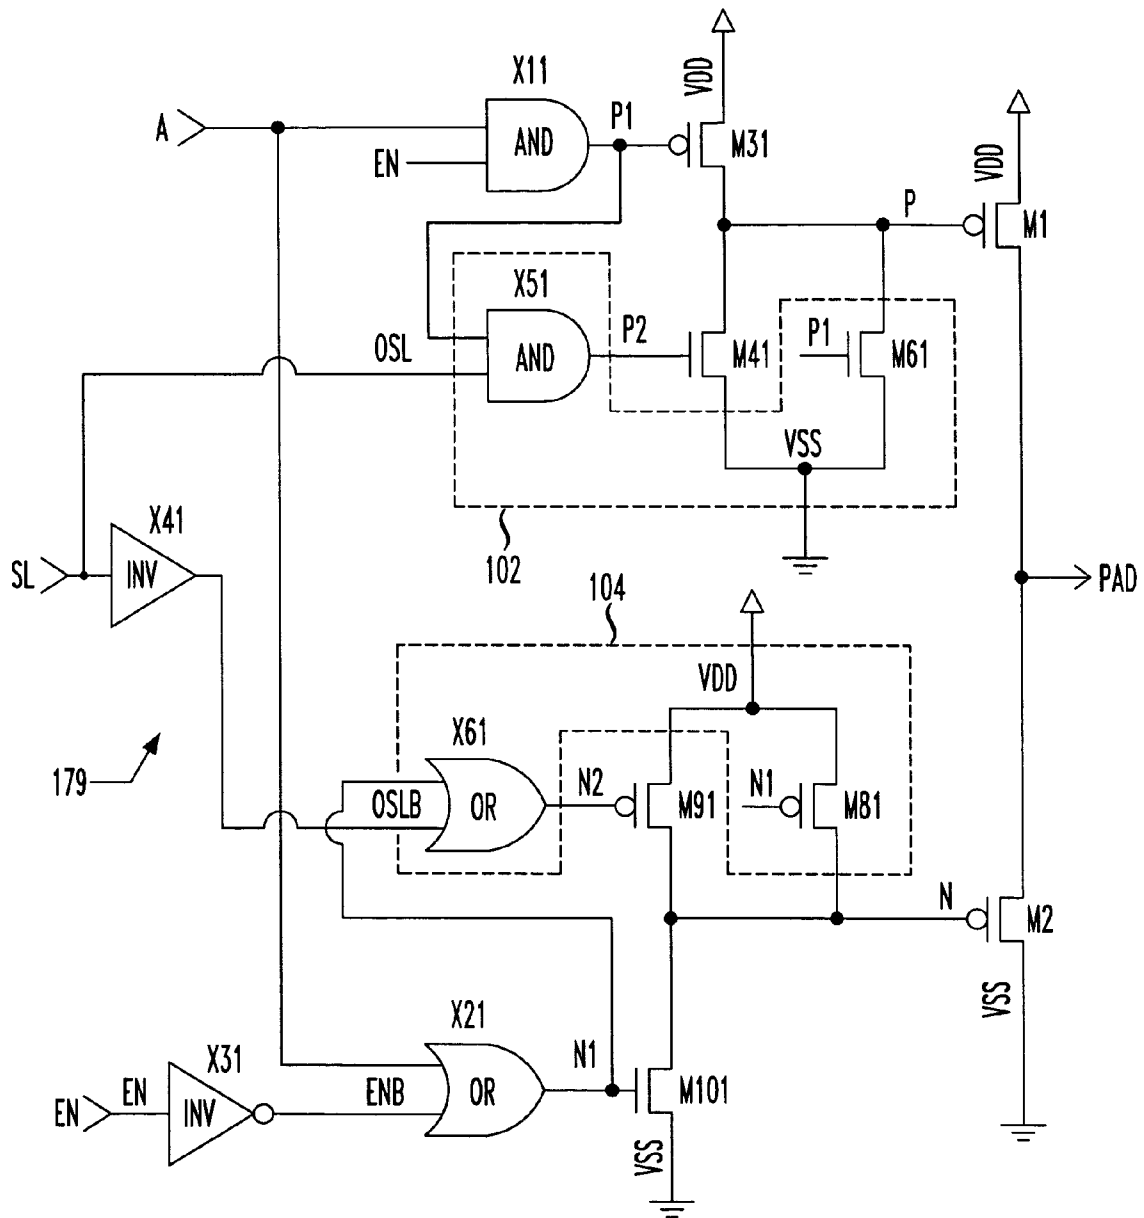 X11
VDD
A
AND
P1
M31
EN
VDD
P
M1
X51
OSL
AND
P2
M41
P1
M61
VSS
X41
SL
INV
102
PAD
104
VDD
X61
179
OSLB
OR
N2
M91
N1
M81
N
M2
X21
VSS
X31
N1
EN
EN
INV
ENB
OR
M101
VSS